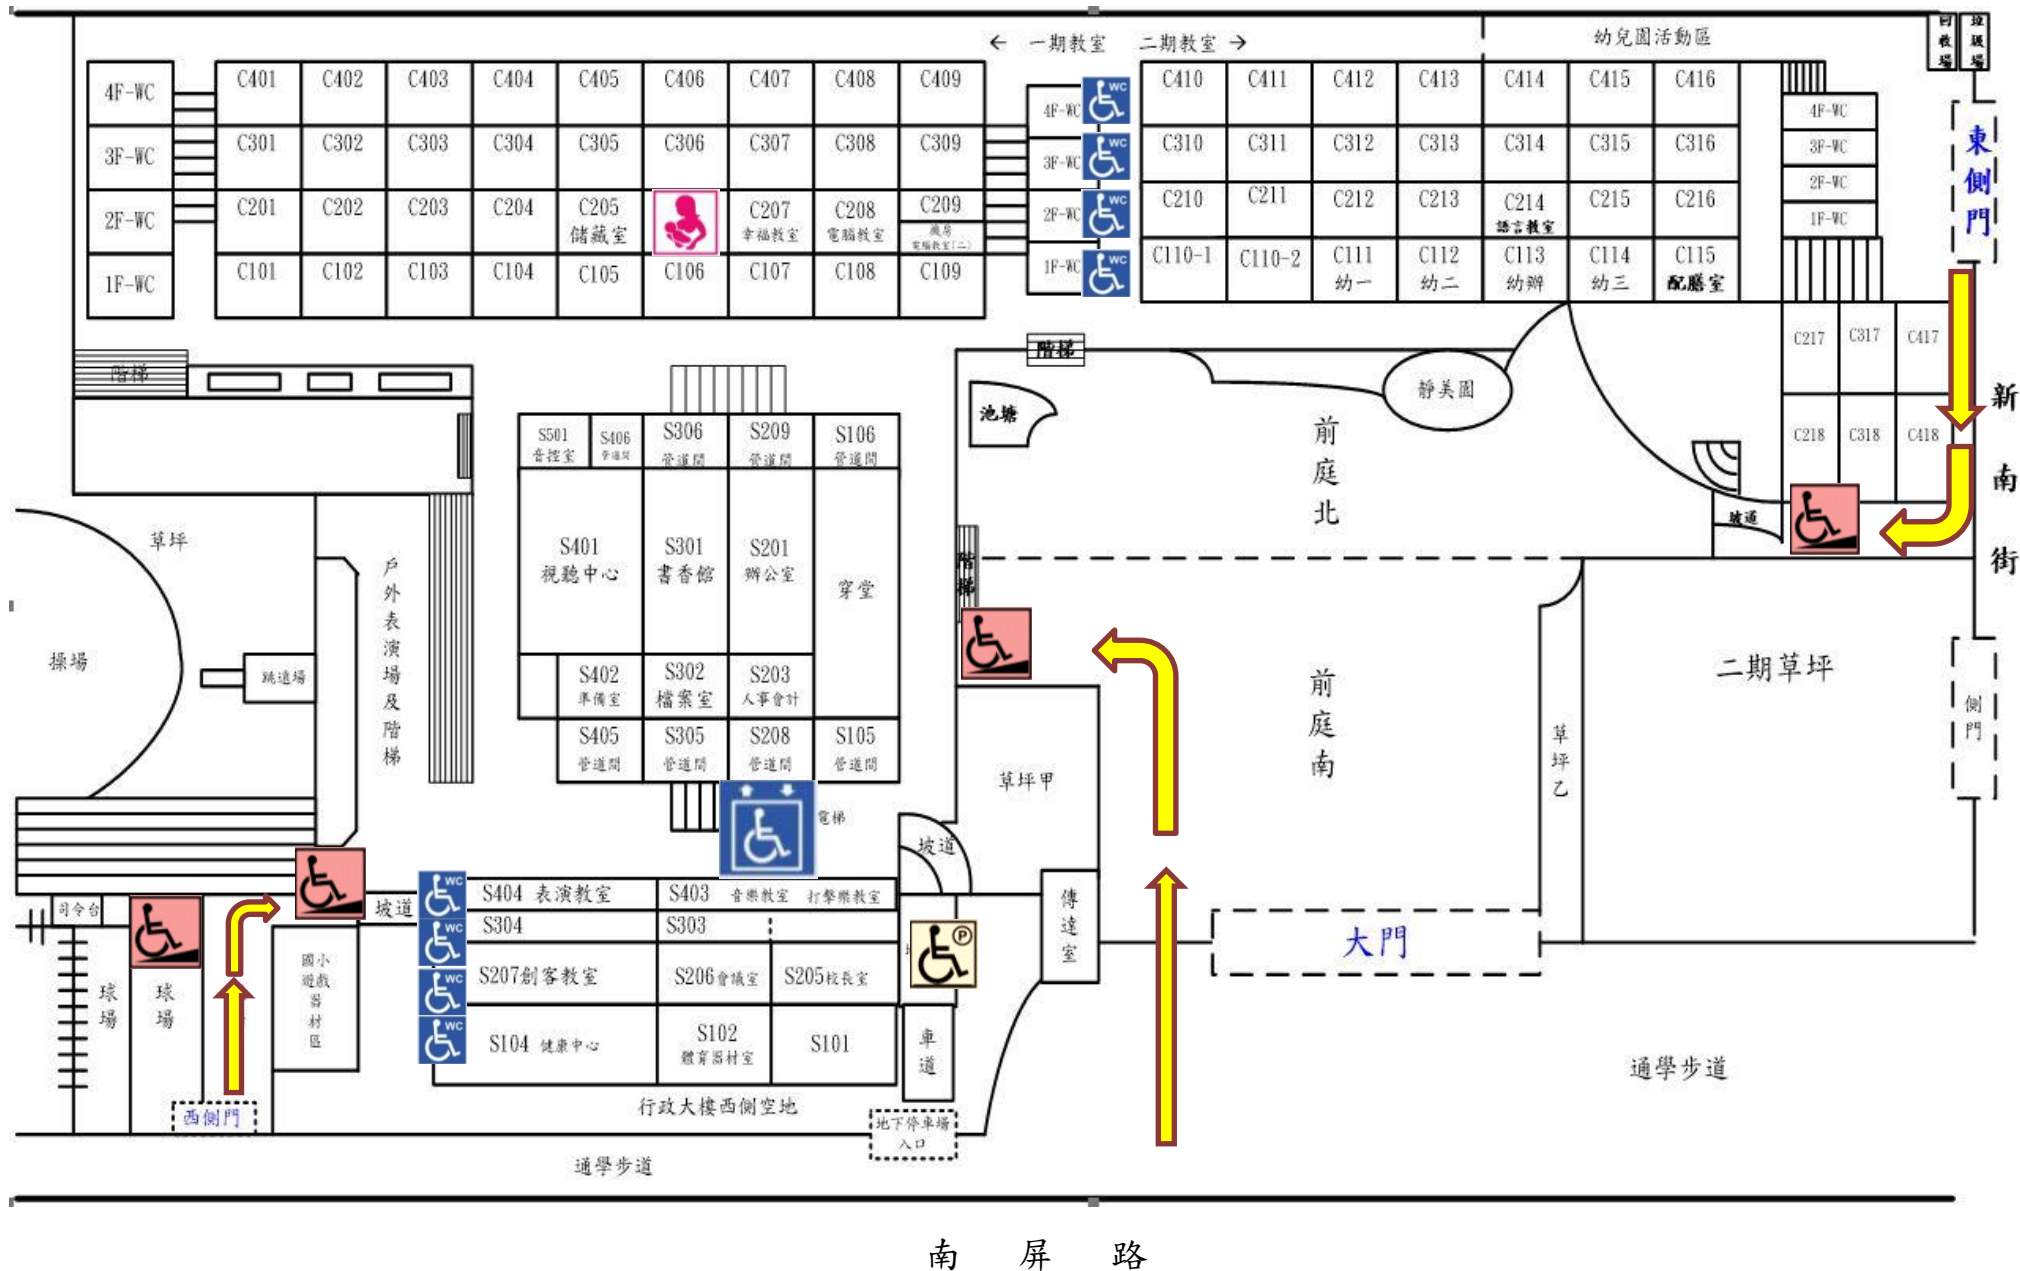 ← 一期教室 二期教室 →
幼兒園活動區
回收場
垃圾場
4F-WC
C401 C402 C403 C404 C405 C406 C407 C408 C409
4F-WC
WC
C410 C411 C412 C413 C414 C415 C416
4F-WC
3F-WC
C301 C302 C303 C304 C305 C306 C307 C308 C309
3F-WC
WC
C310 C311 C312 C313 C314 C315 C316
3F-WC
2F-WC
C201 C202 C203 C204 C205 C207 C208 C209
儲藏室 幸福教室 電腦教室
機房
電腦教室(二)
2F-WC
WC
C210 C211 C212 C213 C214 C215 C216
語言教室
2F-WC
1F-WC
C101 C102 C103 C104 C105 C106 C107 C108 C109
1F-WC
WC
C110-1 C110-2 C111 C112 C113 C114 C115
幼一 幼二 幼辦 幼三 配膳室
1F-WC
東側門
C217 C317 C417
C218 C318 C418
新南街
階梯
階梯
池塘
靜美園
前庭北
坡道
S501 S406 S306 S209 S106
音控室 管道間 管道間 管道間 管道間
草坪
戶外表演場及階梯
S401 S301 S201
視聽中心 書香館 辦公室
穿堂
階梯
操場
跳遠場
S402 S302 S203
準備室 檔案室 人事會計
S405 S305 S208 S105
管道間 管道間 管道間 管道間
前庭南
草坪乙
二期草坪
側門
草坪甲
電梯
坡道
司令台
坡道
WC
S404 表演教室
S403 音樂教室 打擊樂教室
WC
S304
S303
傳達室
大門
P
球場
球場
國小遊戲器材區
WC
S207創客教室
S206會議室
S205校長室
WC
S104 健康中心
S102
體育器材室
S101
車道
通學步道
西側門
行政大樓西側空地
地下停車場
入口
通學步道
南屏路